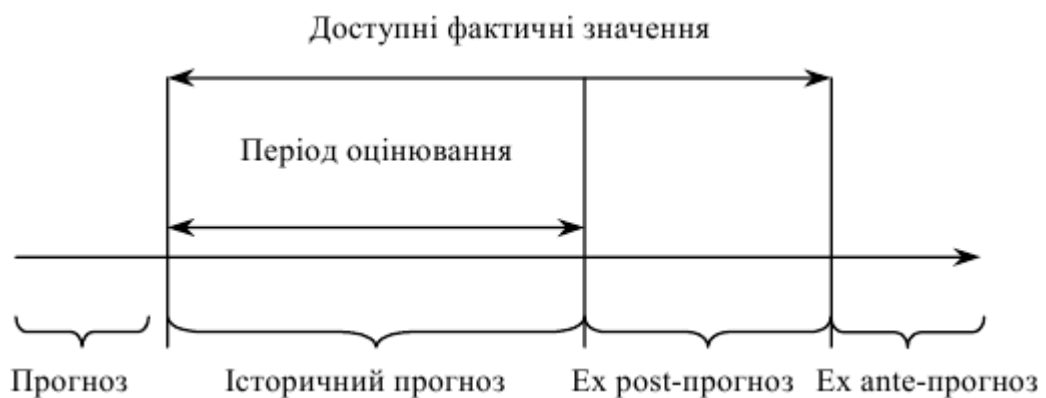 Доступні фактичні значення
Період оцінювання
Прогноз Історичний прогноз Ex post-прогноз Ex ante-прогноз